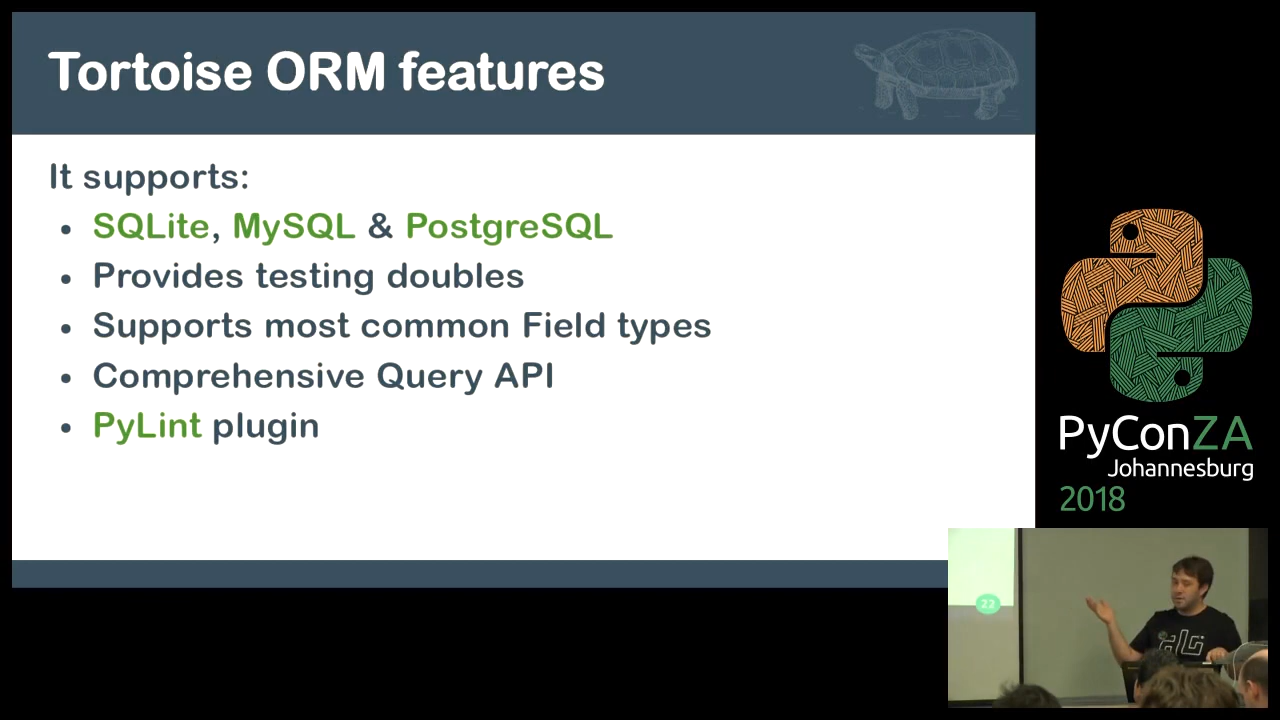 Tortoise ORM features
It supports:
• SQLite, MySQL & PostgreSQL
• Provides testing doubles
• Supports most common Field types
• Comprehensive Query API
• PyLint plugin
PyConZA
Johannesburg
2018
22